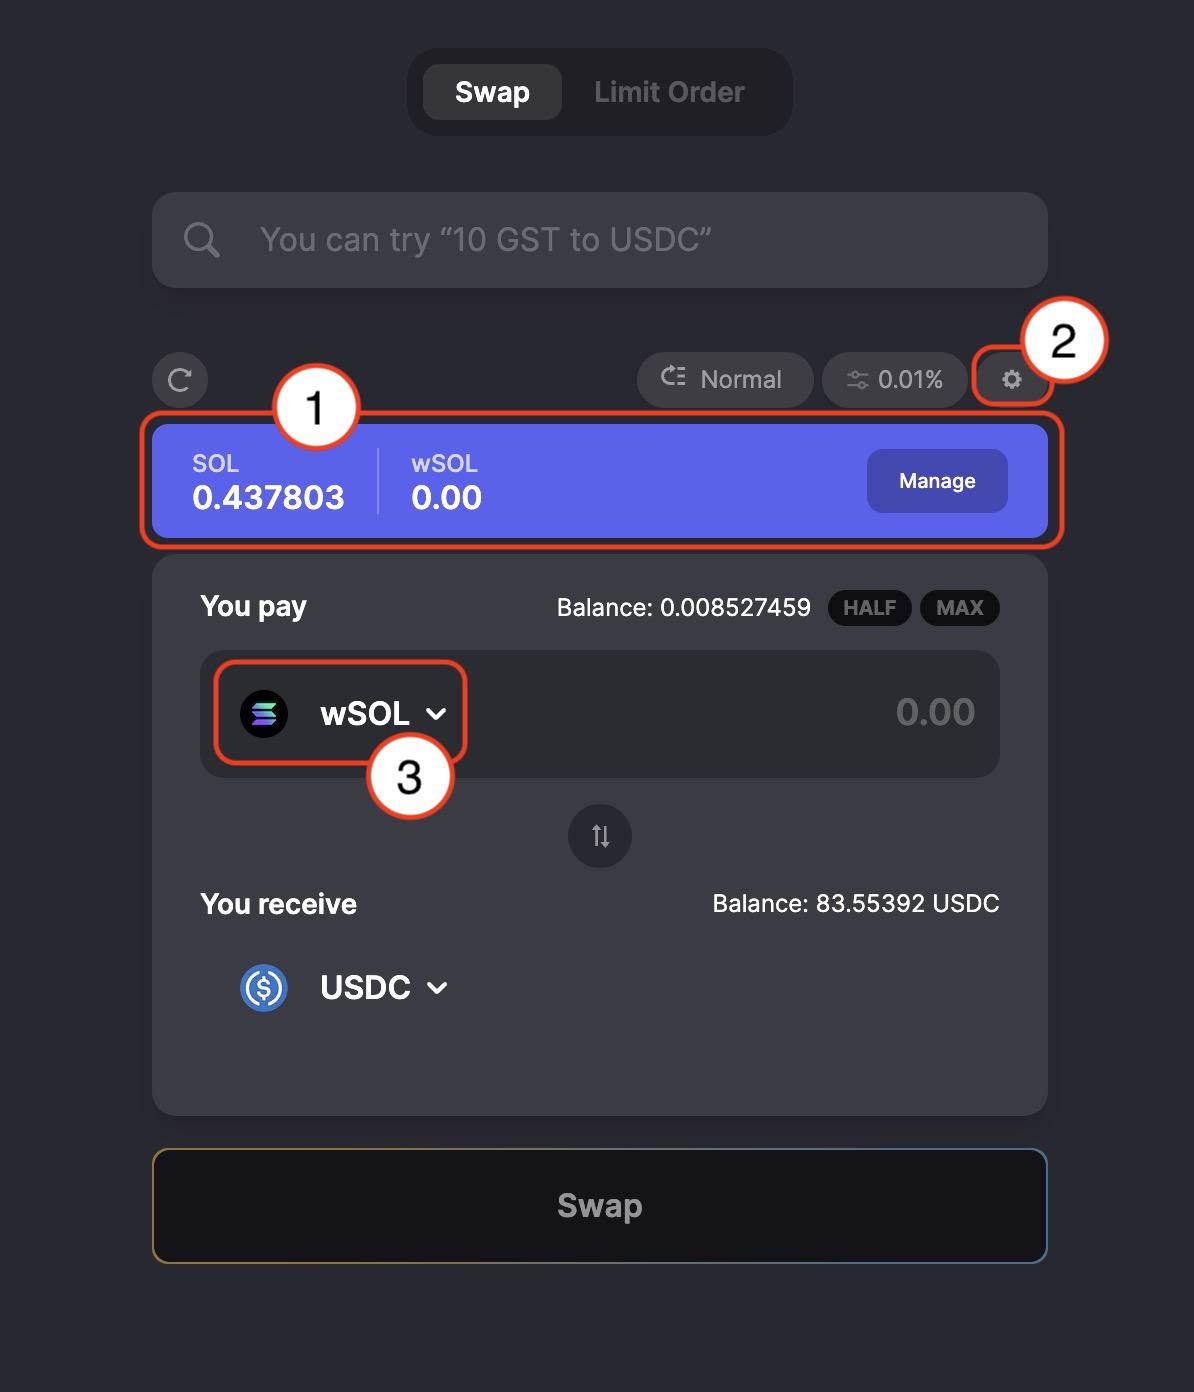 Swap Limit Order
You can try “10 GST to USDC”
2
Normal 0.01%
1
SOL wSOL
0.437803 0.00
Manage
You pay Balance: 0.008527459 HALF MAX
wSOL 0.00
3
You receive Balance: 83.55392 USDC
USDC
Swap